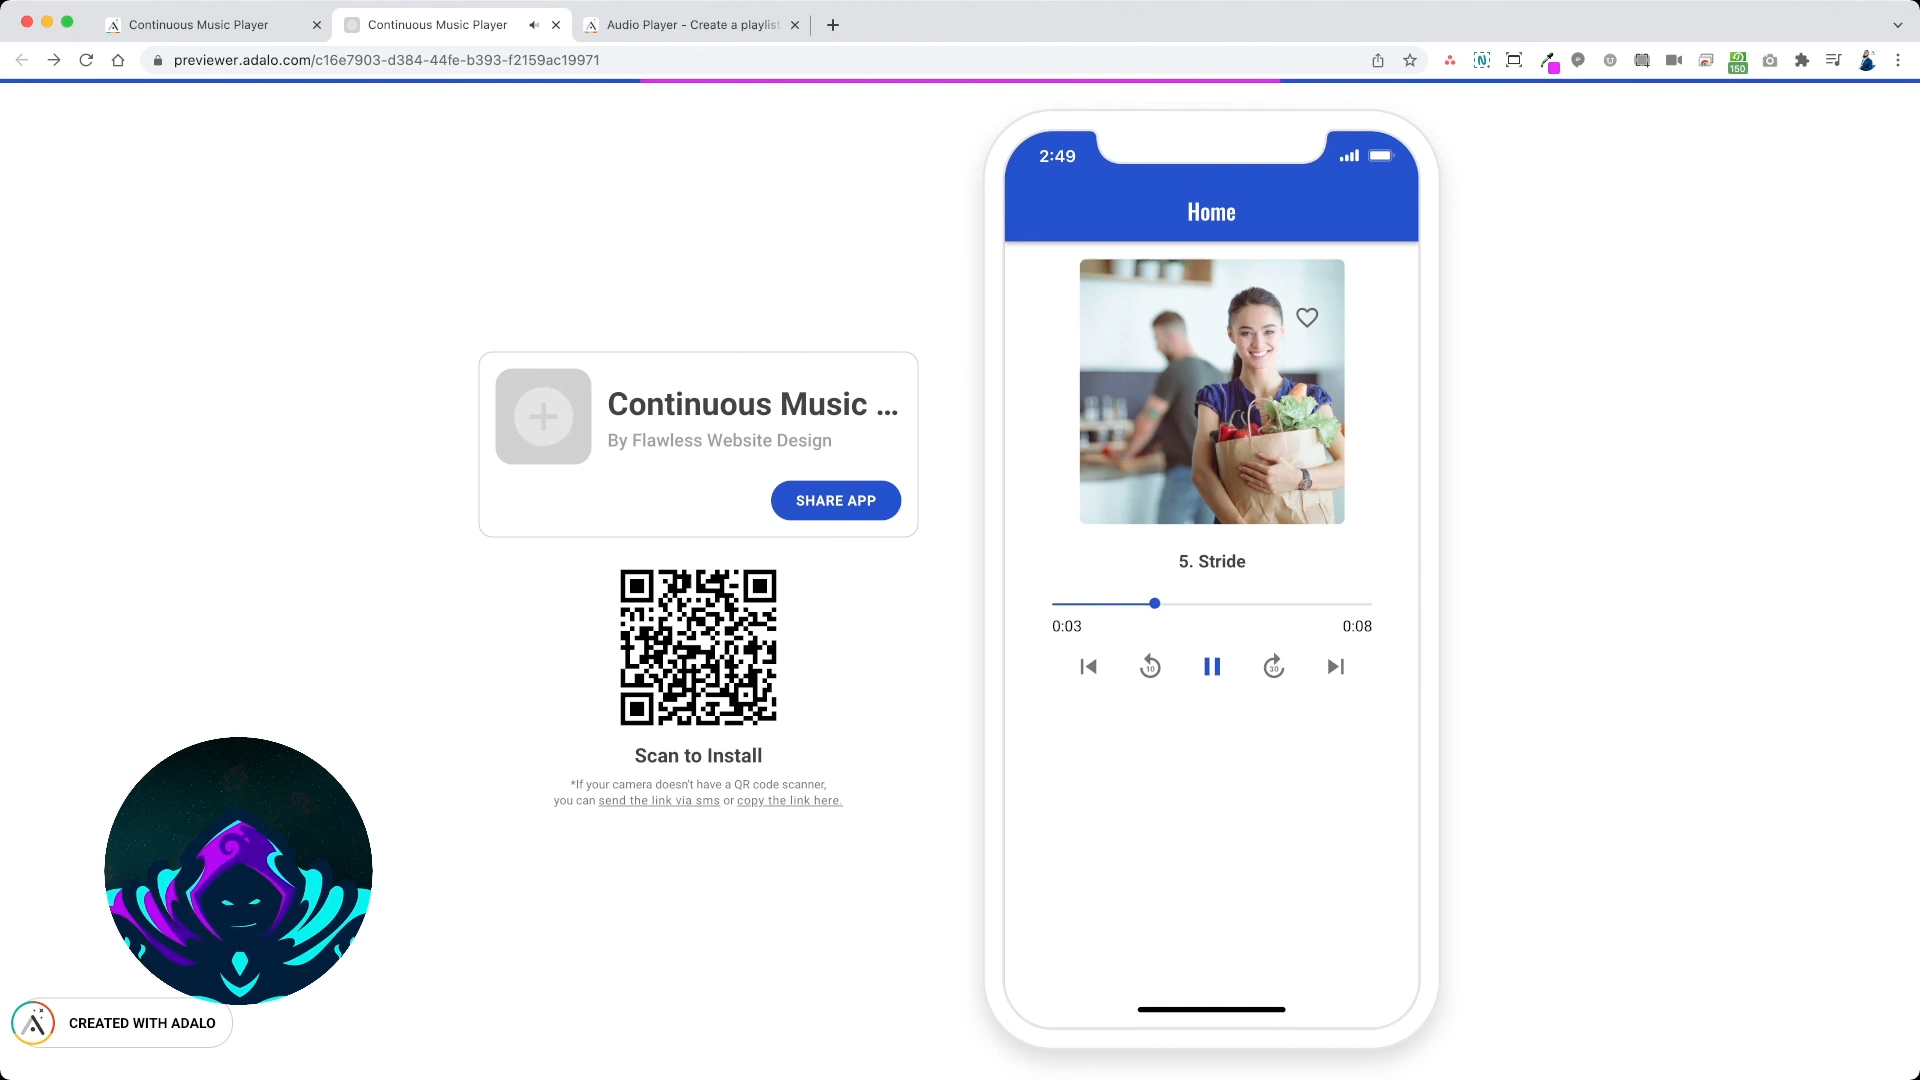 Continuous Music Player
Continuous Music Player
Audio Player - Create a playlist
previewer.adalo.com/c16e7903-d384-44fe-b393-f2159ac19971
150
2:49
Home
Continuous Music ...
By Flawless Website Design
SHARE APP
Scan to Install
*If your camera doesn't have a QR code scanner,
you can send the link via sms or copy the link here.
5. Stride
0:03
0:08
10
30
CREATED WITH ADALO